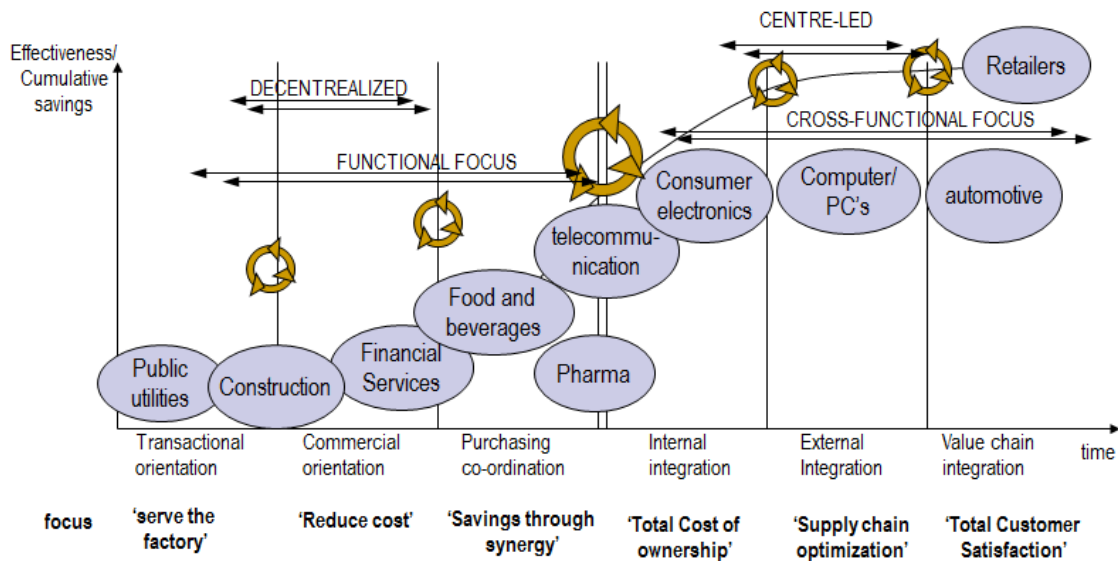 CENTRE-LED
Effectiveness/
Cumulative
savings
Retailers
DECENTREALIZED
CROSS-FUNCTIONAL FOCUS
FUNCTIONAL FOCUS
Consumer
electronics
Computer/
PC's
automotive
telecommu-
nication
Food and
beverages
Public
utilities
Construction
Financial
Services
Pharma
Transactional
orientation
Commercial
orientation
Purchasing
co-ordination
Internal
integration
External
Integration
Value chain
integration
time
focus
‘serve the
factory’
‘Reduce cost’
‘Savings through
synergy’
‘Total Cost of
ownership’
‘Supply chain
optimization’
‘Total Customer
Satisfaction’